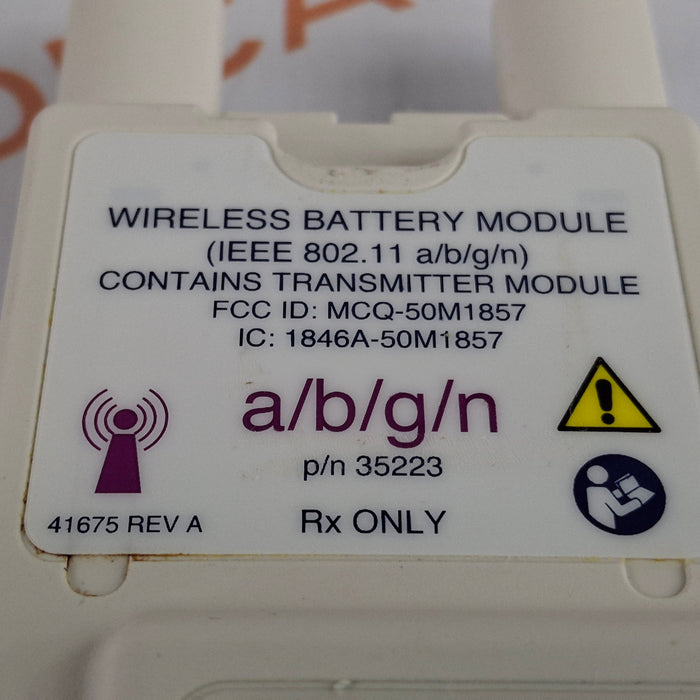 WIRELESS BATTERY MODULE
(IEEE 802.11 a/b/g/n)
CONTAINS TRANSMITTER MODULE
FCC ID: MCQ-50M1857
IC: 1846A-50M1857
a/b/g/n
p/n 35223
41675 REV A
Rx ONLY